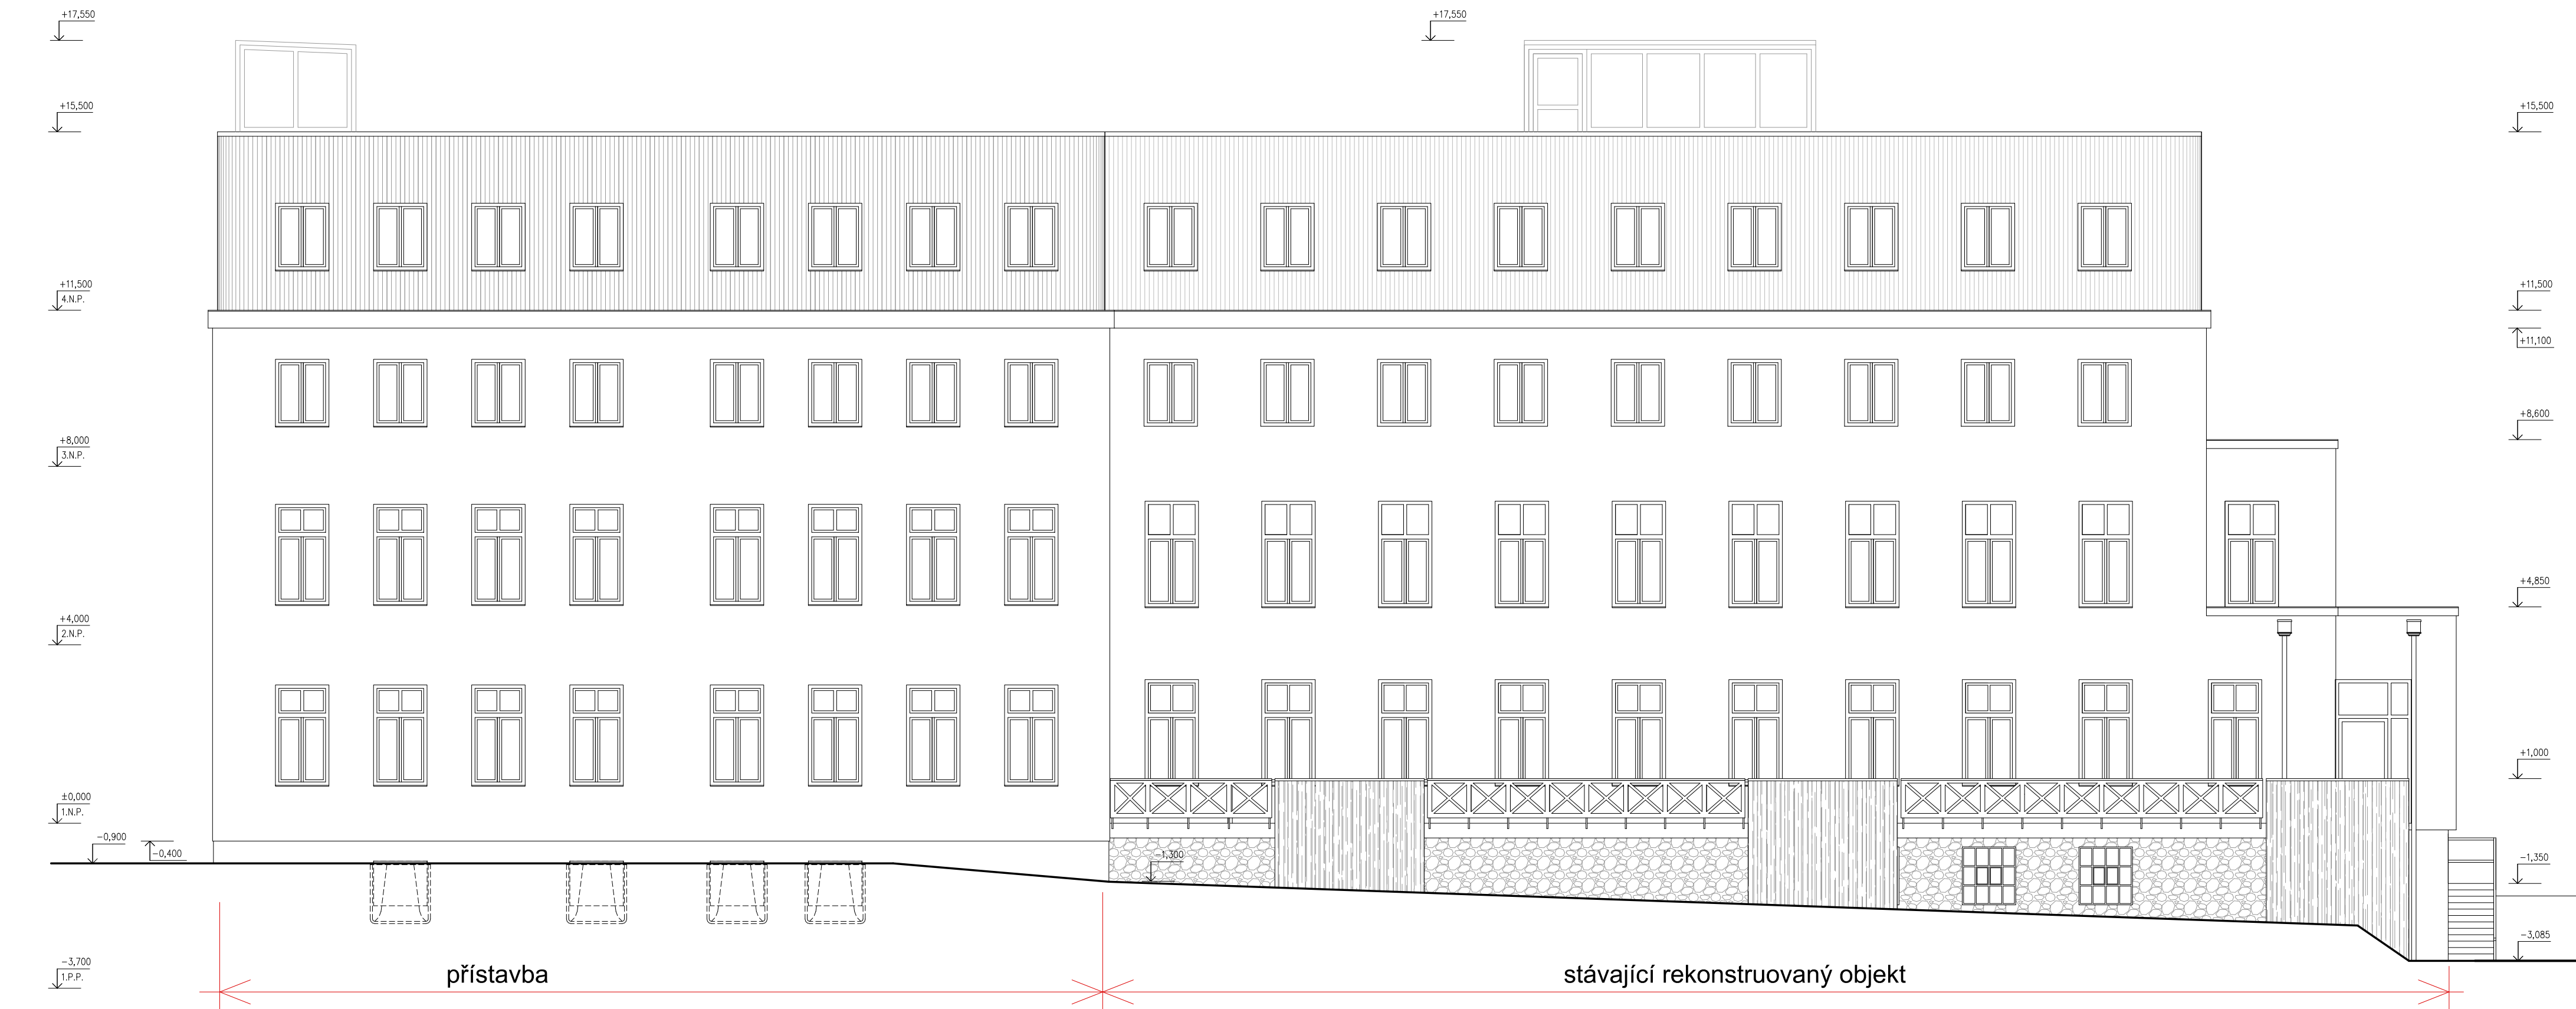 +17,550
+17,550
+15,500
+15,500
+11,500
4.N.P.
+11,500
+11,100
+8,000
3.N.P.
+8,600
+4,000
2.N.P.
+4,850
+1,000
±0,000
1.N.P.
−0,900
−0,400
−1,300
−1,350
−3,085
−3,700
1.P.P.
přístavba
stávající rekonstruovaný objekt